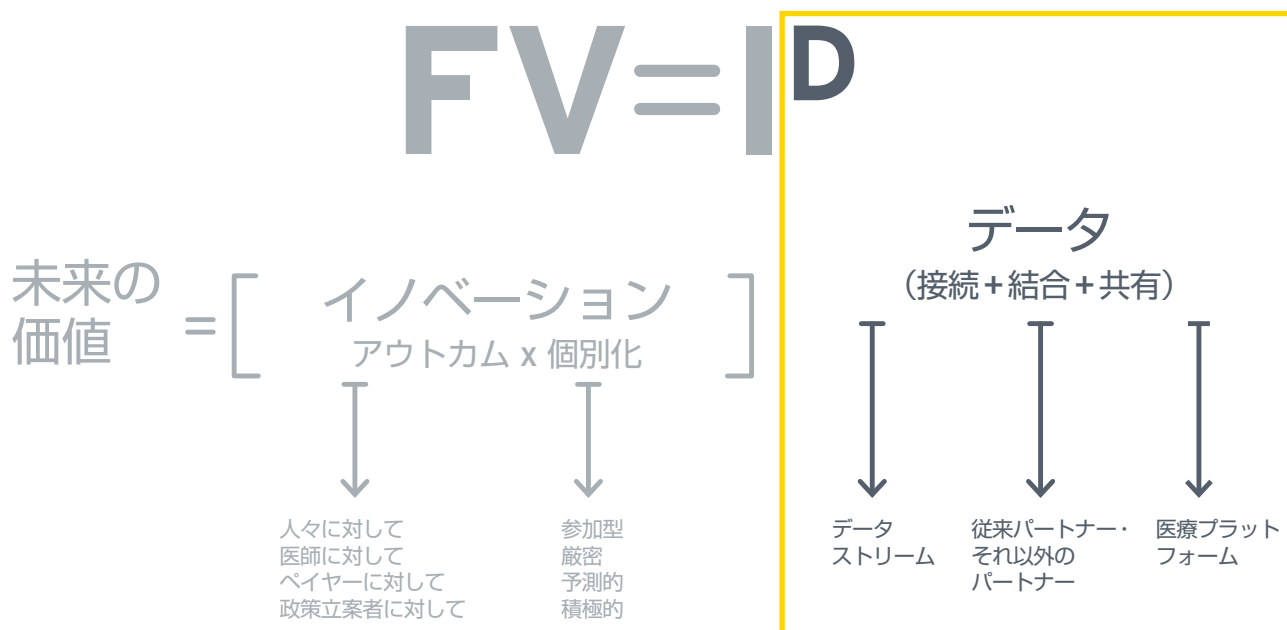 FV=I^D
未来の
価値
=[ イノベーション ]
アウトカム x 個別化
人々に対して
医師に対して
ペイヤーに対して
政策立案者に対して
参加型
厳密
予測的
積極的
データ
（接続+結合+共有）
データ
ストリーム
従来パートナー・
それ以外の
パートナー
医療プラット
フォーム